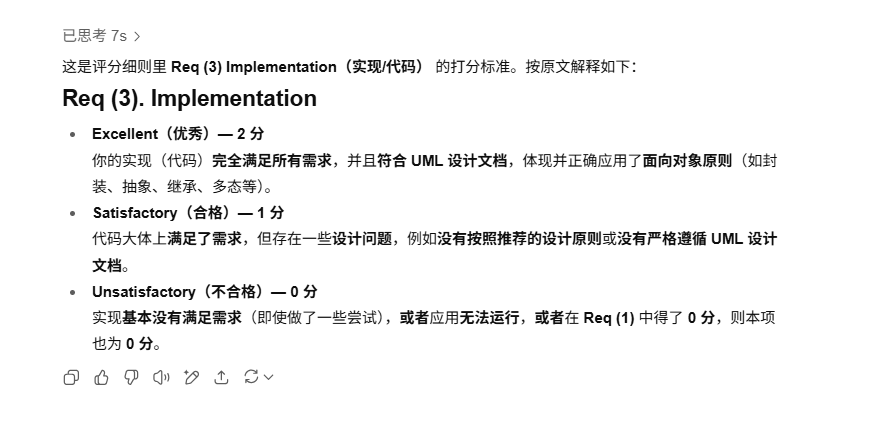 已思考 7s >
这是评分细则里 Req (3) Implementation（实现/代码） 的打分标准。按原文解释如下：
Req (3). Implementation
• Excellent（优秀）— 2 分
你的实现（代码）完全满足所有需求，并且符合 UML 设计文档，体现并正确应用了面向对象原则（如封
装、抽象、继承、多态等）。
• Satisfactory（合格）— 1 分
代码大体上满足了需求，但存在一些设计问题，例如没有按照推荐的设计原则或没有严格遵循 UML 设计
文档。
• Unsatisfactory（不合格）— 0 分
实现基本没有满足需求（即使做了一些尝试），或者应用无法运行，或者在 Req (1) 中得了 0 分，则本项
也为 0 分。